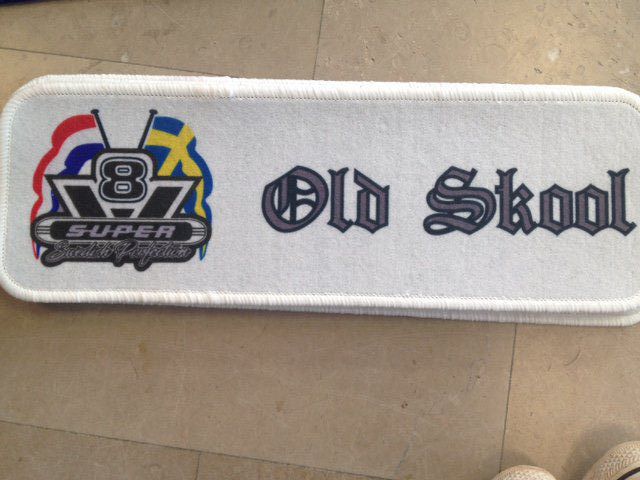 8
V
SUPER
Swedish Perfection
Old Skool